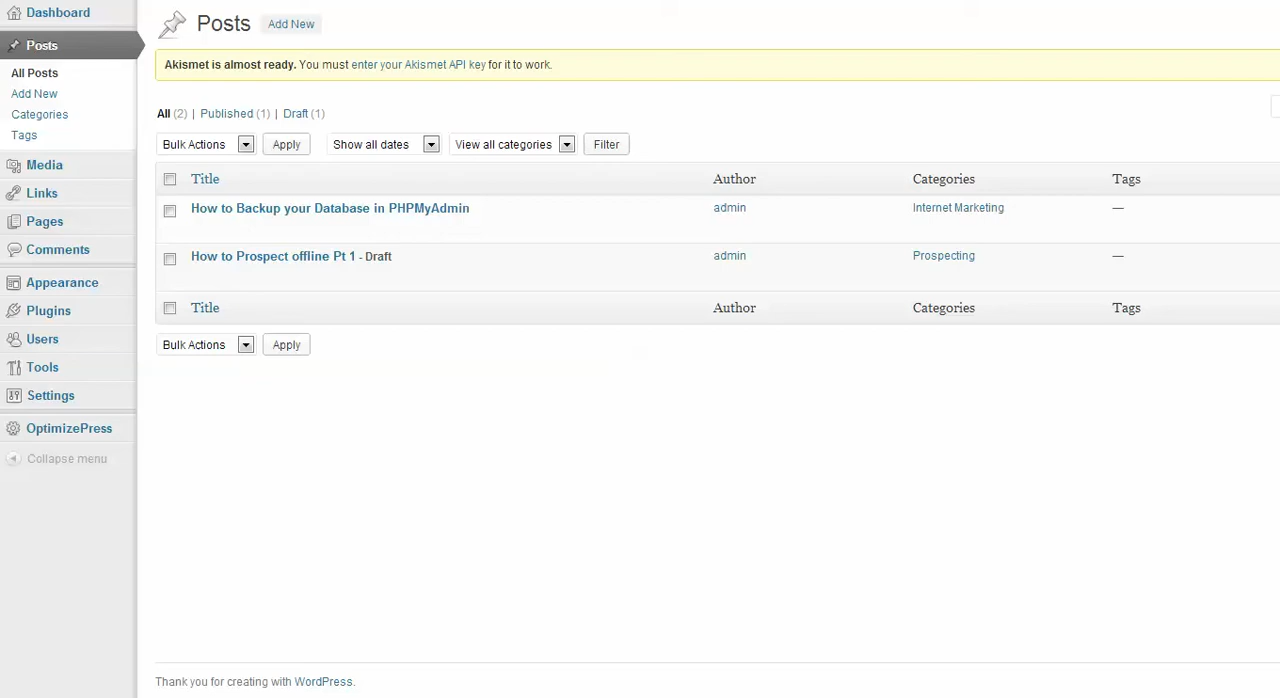 Dashboard
Posts
All Posts
Add New
Categories
Tags
Media
Links
Pages
Comments
Appearance
Plugins
Users
Tools
Settings
OptimizePress
Collapse menu
Posts Add New
Akismet is almost ready. You must enter your Akismet API key for it to work.
All (2) | Published (1) | Draft (1)
Bulk Actions Apply Show all dates View all categories Filter
Title Author Categories Tags
How to Backup your Database in PHPMyAdmin admin Internet Marketing —
How to Prospect offline Pt 1 - Draft admin Prospecting —
Title Author Categories Tags
Bulk Actions Apply
Thank you for creating with WordPress.